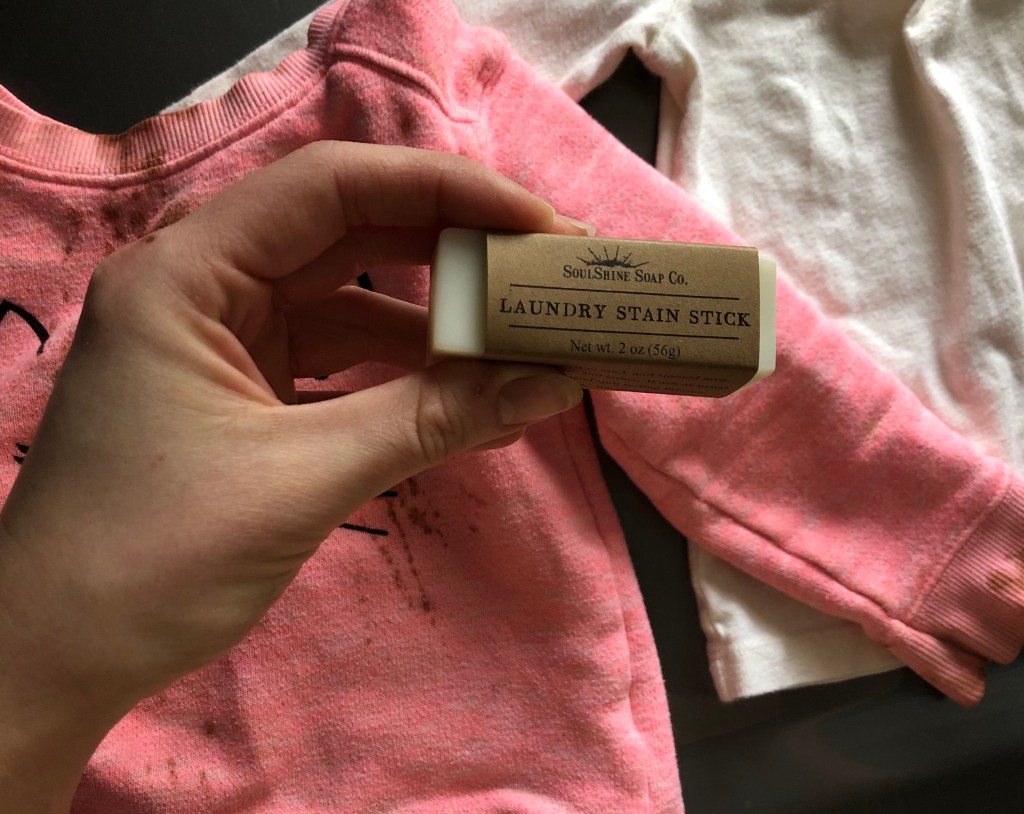 SOULSHINE SOAP CO.
LAUNDRY STAIN STICK
Net wt. 2 oz (56g)